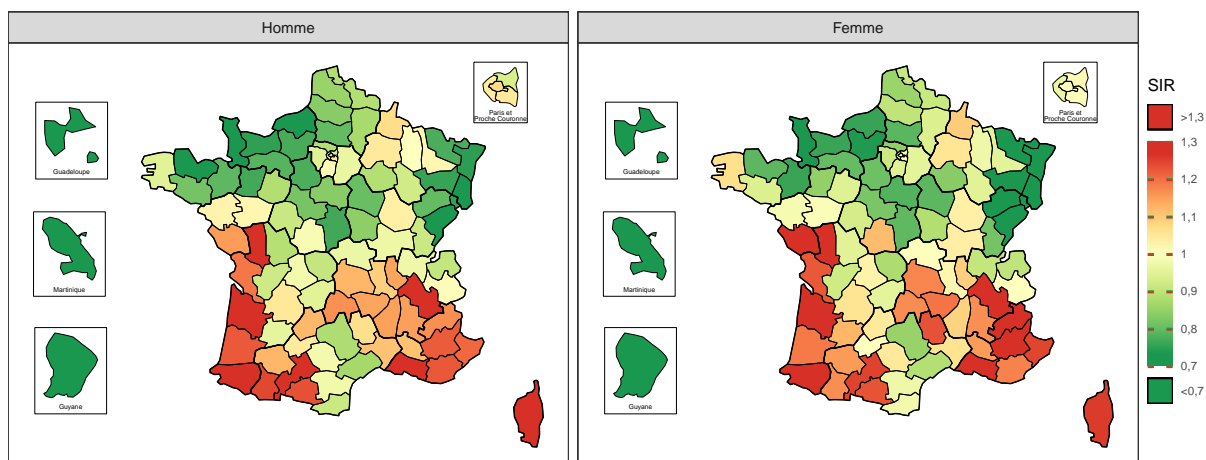 Homme
Femme
Paris et
Proche Couronne
Guadeloupe
Martinique
Guyane
Paris et
Proche Couronne
Guadeloupe
Martinique
Guyane
SIR
>1,3
1,3
1,2
1,1
1
0,9
0,8
0,7
<0,7